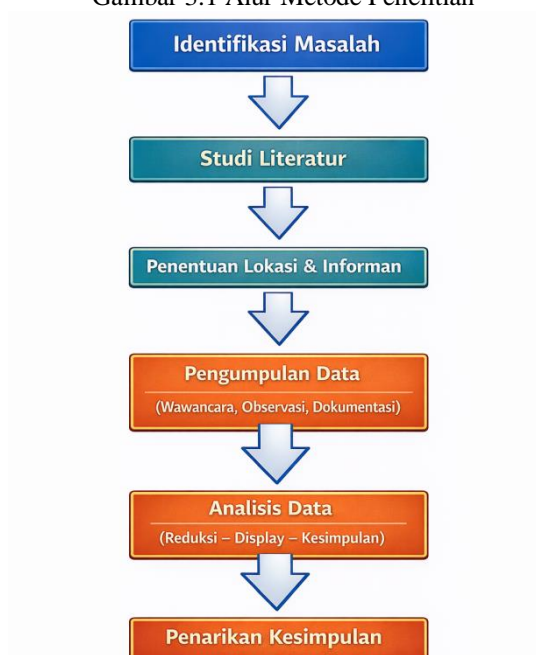 Gambar 3.1 Alur Metode Penelitian
Identifikasi Masalah
Studi Literatur
Penentuan Lokasi & Informan
Pengumpulan Data
(Wawancara, Observasi, Dokumentasi)
Analisis Data
(Reduksi – Display – Kesimpulan)
Penarikan Kesimpulan